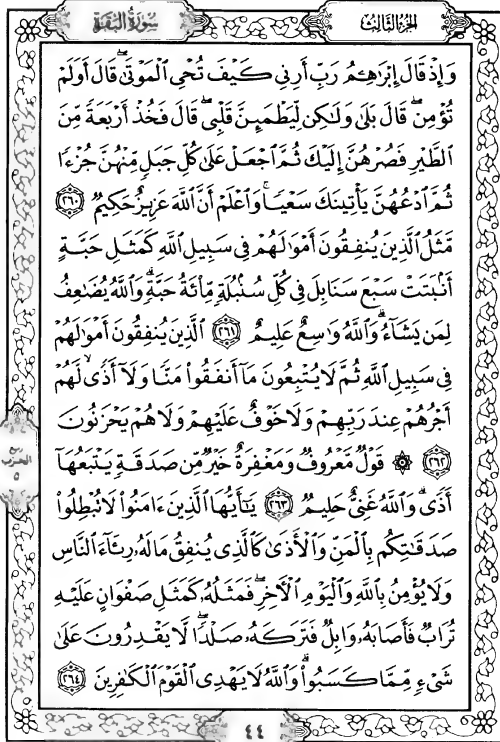 الجزء الثالث
سورة البقرة
وَإِذْ قَالَ إِبْرَٰهِـۧمُ رَبِّ أَرِنِى كَيْفَ تُحْىِ ٱلْمَوْتَىٰ ۖ قَالَ أَوَلَمْ
تُؤْمِن ۖ قَالَ بَلَىٰ وَلَـٰكِن لِّيَطْمَئِنَّ قَلْبِى ۖ قَالَ فَخُذْ أَرْبَعَةً مِّنَ
ٱلطَّيْرِ فَصُرْهُنَّ إِلَيْكَ ثُمَّ ٱجْعَلْ عَلَىٰ كُلِّ جَبَلٍ مِّنْهُنَّ جُزْءًا
ثُمَّ ٱدْعُهُنَّ يَأْتِينَكَ سَعْيًا ۚ وَٱعْلَمْ أَنَّ ٱللَّهَ عَزِيزٌ حَكِيمٌ ٢٦٠
مَّثَلُ ٱلَّذِينَ يُنفِقُونَ أَمْوَٰلَهُمْ فِى سَبِيلِ ٱللَّهِ كَمَثَلِ حَبَّةٍ
أَنۢبَتَتْ سَبْعَ سَنَابِلَ فِى كُلِّ سُنۢبُلَةٍ مِّا۟ئَةُ حَبَّةٍ ۗ وَٱللَّهُ يُضَـٰعِفُ
لِمَن يَشَآءُ ۗ وَٱللَّهُ وَٰسِعٌ عَلِيمٌ ٢٦١ ٱلَّذِينَ يُنفِقُونَ أَمْوَٰلَهُمْ
فِى سَبِيلِ ٱللَّهِ ثُمَّ لَا يُتْبِعُونَ مَآ أَنفَقُوا۟ مَنًّا وَلَآ أَذًى ۙ لَّهُمْ
أَجْرُهُمْ عِندَ رَبِّهِمْ وَلَا خَوْفٌ عَلَيْهِمْ وَلَا هُمْ يَحْزَنُونَ
٢٦٢ ۞ قَوْلٌ مَّعْرُوفٌ وَمَغْفِرَةٌ خَيْرٌ مِّن صَدَقَةٍ يَتْبَعُهَآ
أَذًى ۗ وَٱللَّهُ غَنِىٌّ حَلِيمٌ ٢٦٣ يَـٰٓأَيُّهَا ٱلَّذِينَ ءَامَنُوا۟ لَا تُبْطِلُوا۟
صَدَقَـٰتِكُم بِٱلْمَنِّ وَٱلْأَذَىٰ كَٱلَّذِى يُنفِقُ مَالَهُۥ رِئَآءَ ٱلنَّاسِ
وَلَا يُؤْمِنُ بِٱللَّهِ وَٱلْيَوْمِ ٱلْـَٔاخِرِ ۖ فَمَثَلُهُۥ كَمَثَلِ صَفْوَانٍ عَلَيْهِ
تُرَابٌ فَأَصَابَهُۥ وَابِلٌ فَتَرَكَهُۥ صَلْدًا ۖ لَّا يَقْدِرُونَ عَلَىٰ
شَىْءٍ مِّمَّا كَسَبُوا۟ ۗ وَٱللَّهُ لَا يَهْدِى ٱلْقَوْمَ ٱلْكَـٰفِرِينَ ٢٦٤
ربع
الحزب
٥
٤٤